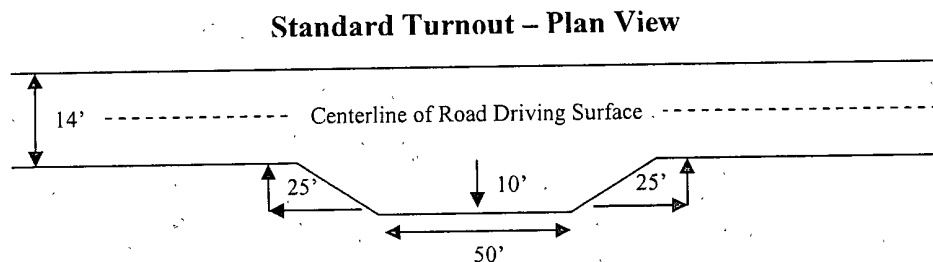 Standard Turnout – Plan View
14'
Centerline of Road Driving Surface
25'
10'
25'
50'